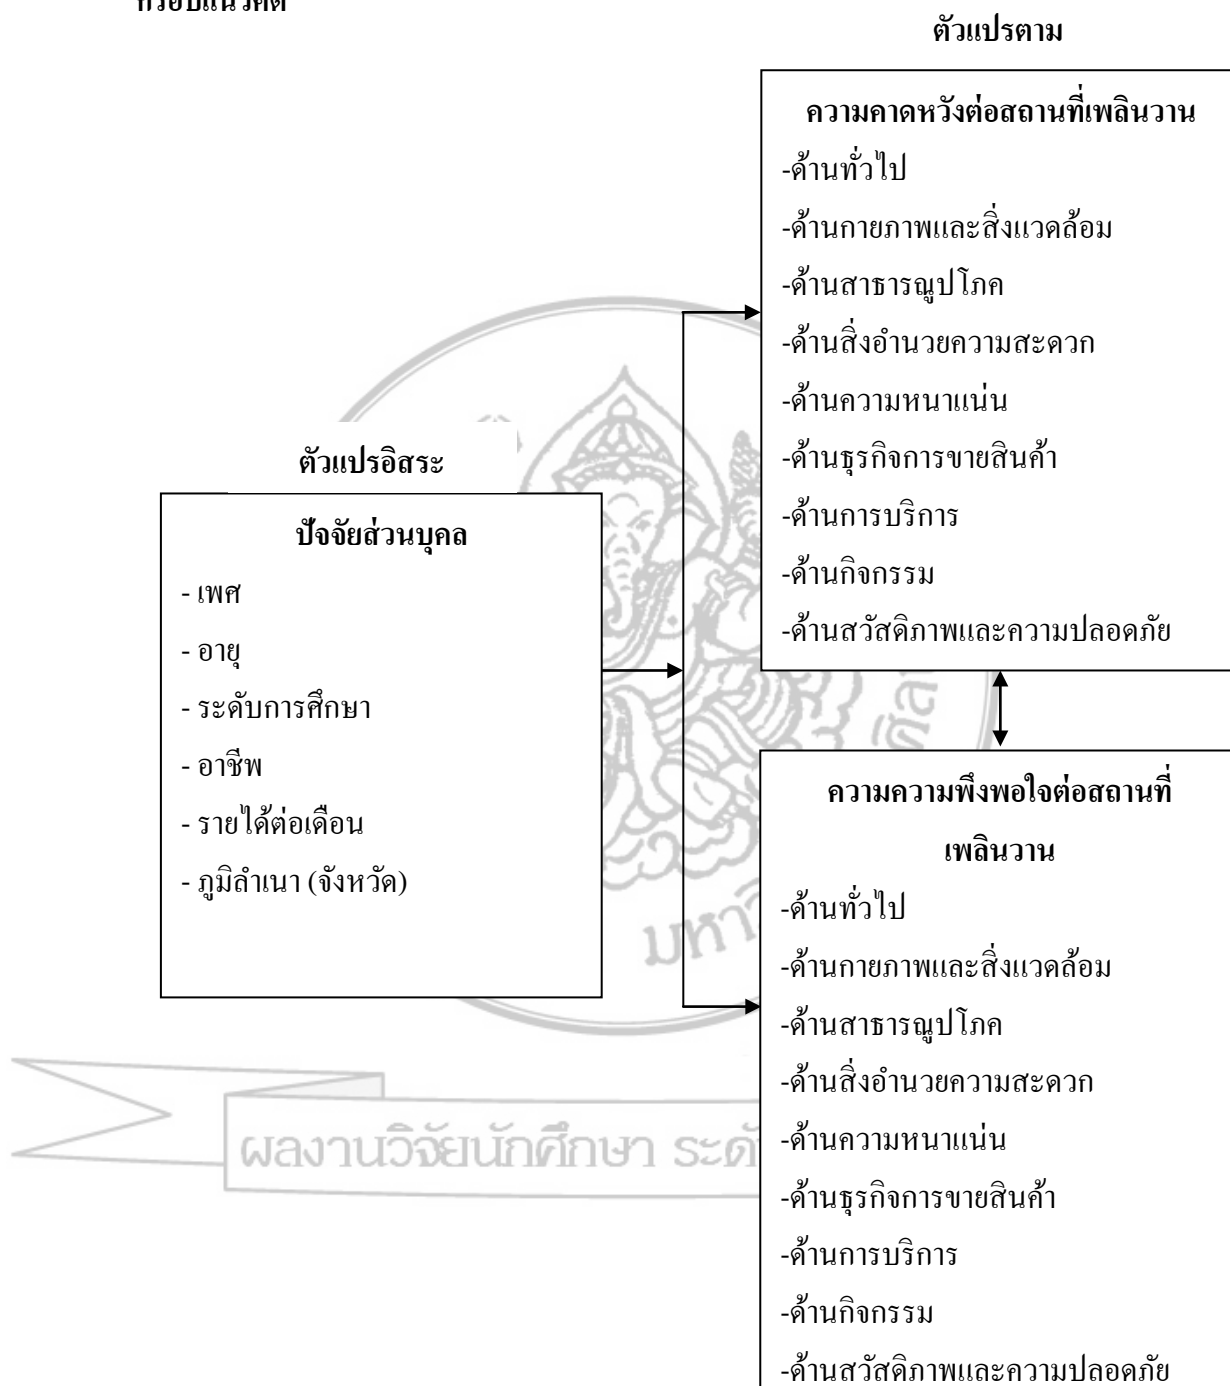 กรอบแนวคิด
ตัวแปรตาม
ความคาดหวังต่อสถานที่เพลินวาน
-ด้านทั่วไป
-ด้านกายภาพและสิ่งแวดล้อม
-ด้านสาธารณูปโภค
-ด้านสิ่งอำนวยความสะดวก
-ด้านความหนาแน่น
-ด้านธุรกิจการขายสินค้า
-ด้านการบริการ
-ด้านกิจกรรม
-ด้านสวัสดิภาพและความปลอดภัย
ตัวแปรอิสระ
ปัจจัยส่วนบุคล
- เพศ
- อายุ
- ระดับการศึกษา
- อาชีพ
- รายได้ต่อเดือน
- ภูมิลำเนา (จังหวัด)
ความความพึงพอใจต่อสถานที่
เพลินวาน
-ด้านทั่วไป
-ด้านกายภาพและสิ่งแวดล้อม
-ด้านสาธารณูปโภค
-ด้านสิ่งอำนวยความสะดวก
-ด้านความหนาแน่น
-ด้านธุรกิจการขายสินค้า
-ด้านการบริการ
-ด้านกิจกรรม
-ด้านสวัสดิภาพและความปลอดภัย
ผลงานวิจัยนักศึกษา